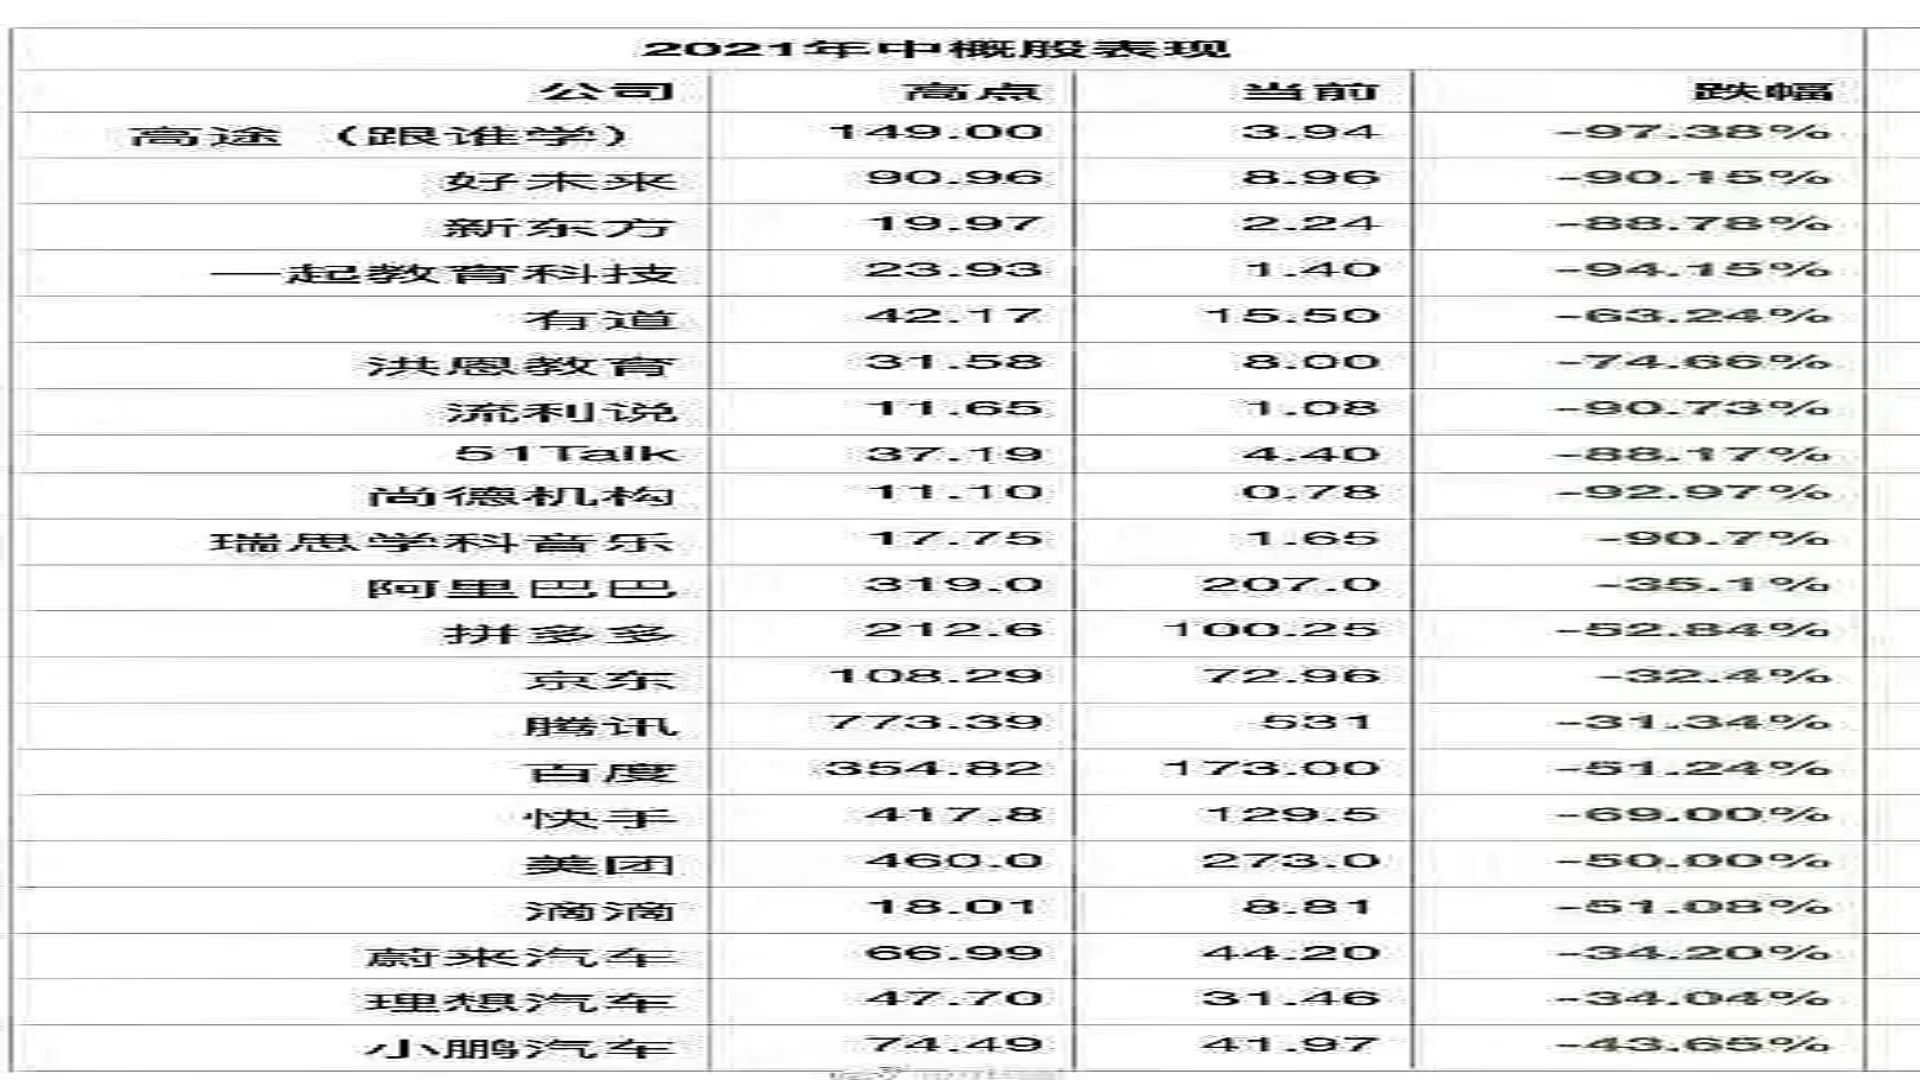 2021年中概股表现
公司 高点 当前 跌幅
高途（跟谁学） 149.00 3.94 -97.38%
好未来 90.96 8.96 -90.15%
新东方 19.97 2.24 -88.78%
一起教育科技 23.93 1.40 -94.15%
有道 42.17 15.50 -63.24%
洪恩教育 31.58 8.00 -74.66%
流利说 11.65 1.08 -90.73%
51Talk 37.19 4.40 -88.17%
尚德机构 11.10 0.78 -92.97%
瑞思学科音乐 17.75 1.65 -90.7%
阿里巴巴 319.0 207.0 -35.1%
拼多多 212.6 100.25 -52.84%
京东 108.29 72.96 -32.4%
腾讯 773.39 531 -31.34%
百度 354.82 173.00 -51.24%
快手 417.8 129.5 -69.00%
美团 460.0 273.0 -50.00%
滴滴 18.01 8.81 -51.08%
蔚来汽车 66.99 44.20 -34.20%
理想汽车 47.70 31.46 -34.04%
小鹏汽车 74.49 41.97 -43.65%